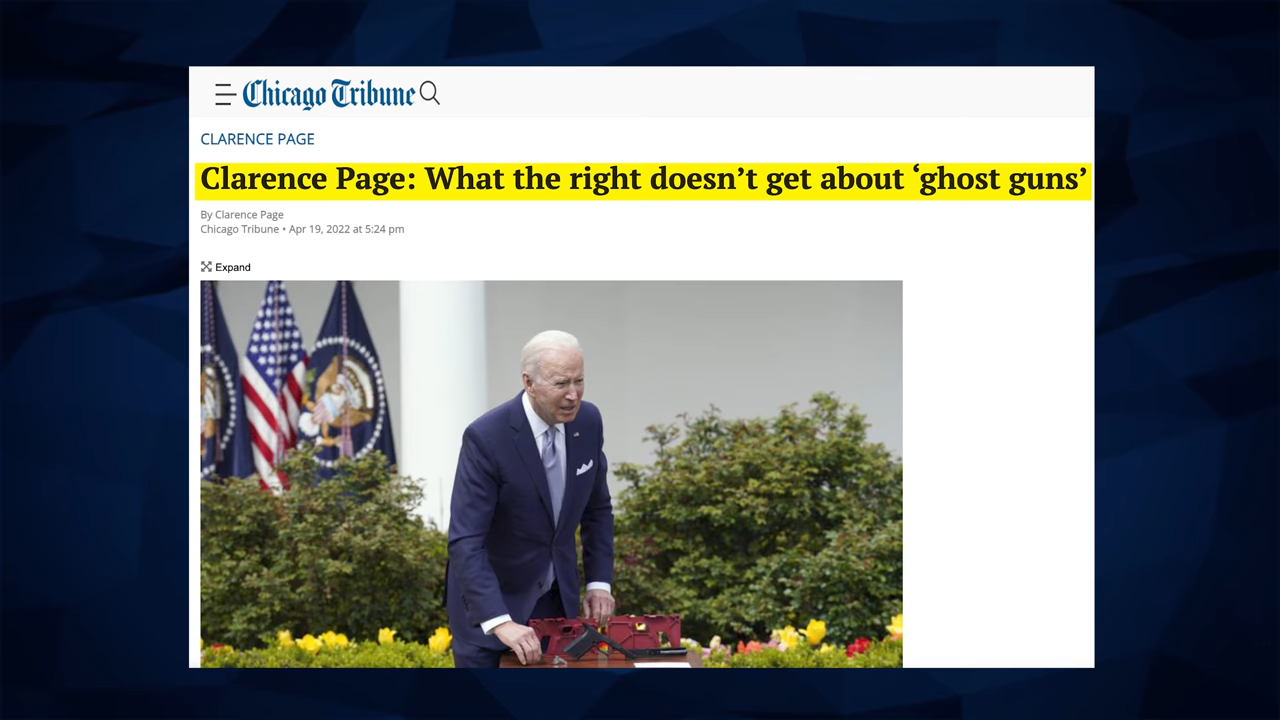 Chicago Tribune
CLARENCE PAGE
Clarence Page: What the right doesn’t get about ‘ghost guns’
By Clarence Page
Chicago Tribune • Apr 19, 2022 at 5:24 pm
Expand